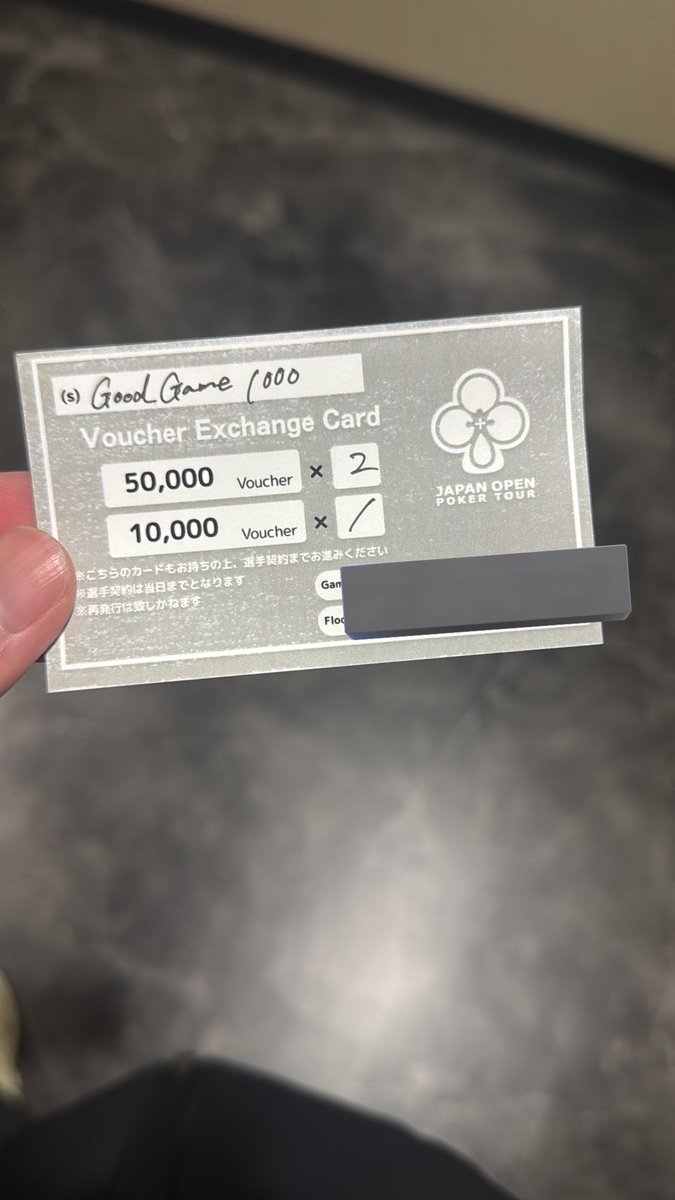 (S) Good Game 1000
Voucher Exchange Card
50,000 Voucher × 2
10,000 Voucher × /
JAPAN OPEN
POKER TOUR
※こちらのカードもお持ちの上、選手契約までお進みください
※選手契約は当日までとなります
※再発行は致しかねます
Gam
Floo